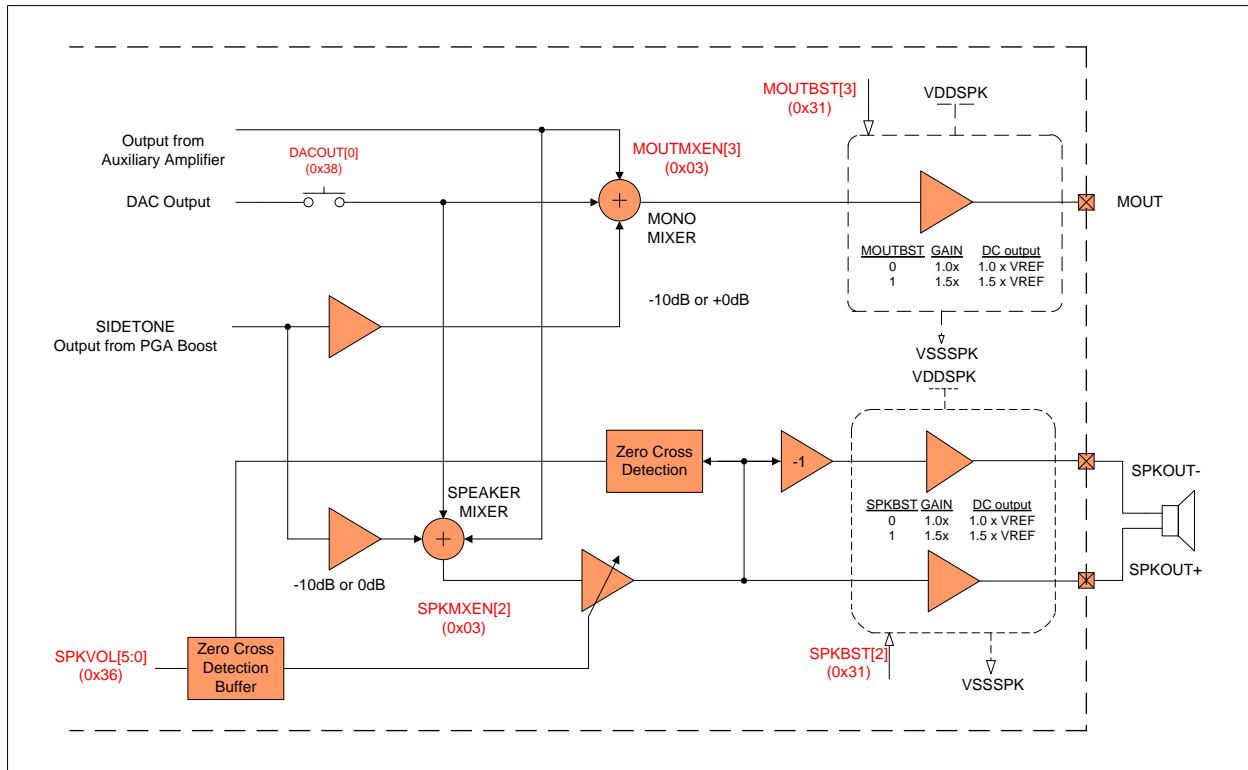 MOUTBST[3]
(0x31)
VDDSPK
Output from
Auxiliary Amplifier
DACOUT[0]
(0x38)
MOUTMXEN[3]
(0x03)
DAC Output
+
MONO
MIXER
MOUT
MOUTBST GAIN DC output
0 1.0x 1.0 x VREF
1 1.5x 1.5 x VREF
-10dB or +0dB
SIDETONE
Output from PGA Boost
VSSSPK
VDDSPK
Zero Cross
Detection
-1
SPKOUT-
SPEAKER
MIXER
+
SPKBST GAIN DC output
0 1.0x 1.0 x VREF
1 1.5x 1.5 x VREF
SPKOUT+
-10dB or 0dB
SPKMXEN[2]
(0x03)
SPKVOL[5:0]
(0x36)
Zero Cross
Detection
Buffer
SPKBST[2]
(0x31)
VSSSPK